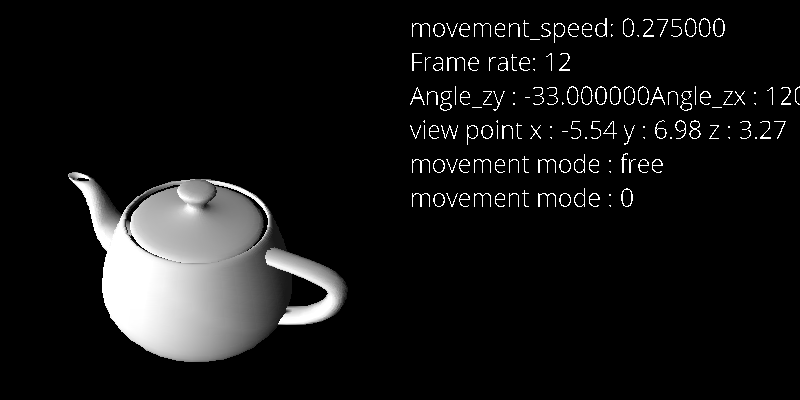 movement_speed: 0.275000
Frame rate: 12
Angle_zy : -33.000000Angle_zx : 120
view point x : -5.54 y : 6.98 z : 3.27
movement mode : free
movement mode : 0